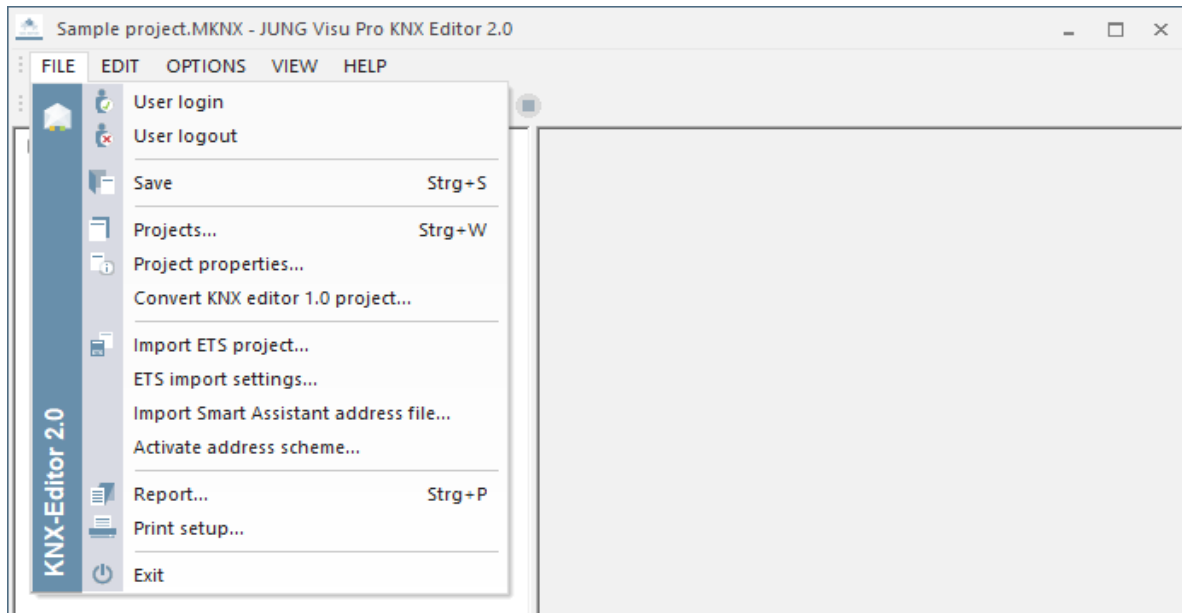 Sample project.MKNX - JUNG Visu Pro KNX Editor 2.0
FILE EDIT OPTIONS VIEW HELP
User login
User logout
Save Strg+S
Projects... Strg+W
Project properties...
Convert KNX editor 1.0 project...
Import ETS project...
ETS import settings...
Import Smart Assistant address file...
Activate address scheme...
Report... Strg+P
Print setup...
Exit
KNX-Editor 2.0